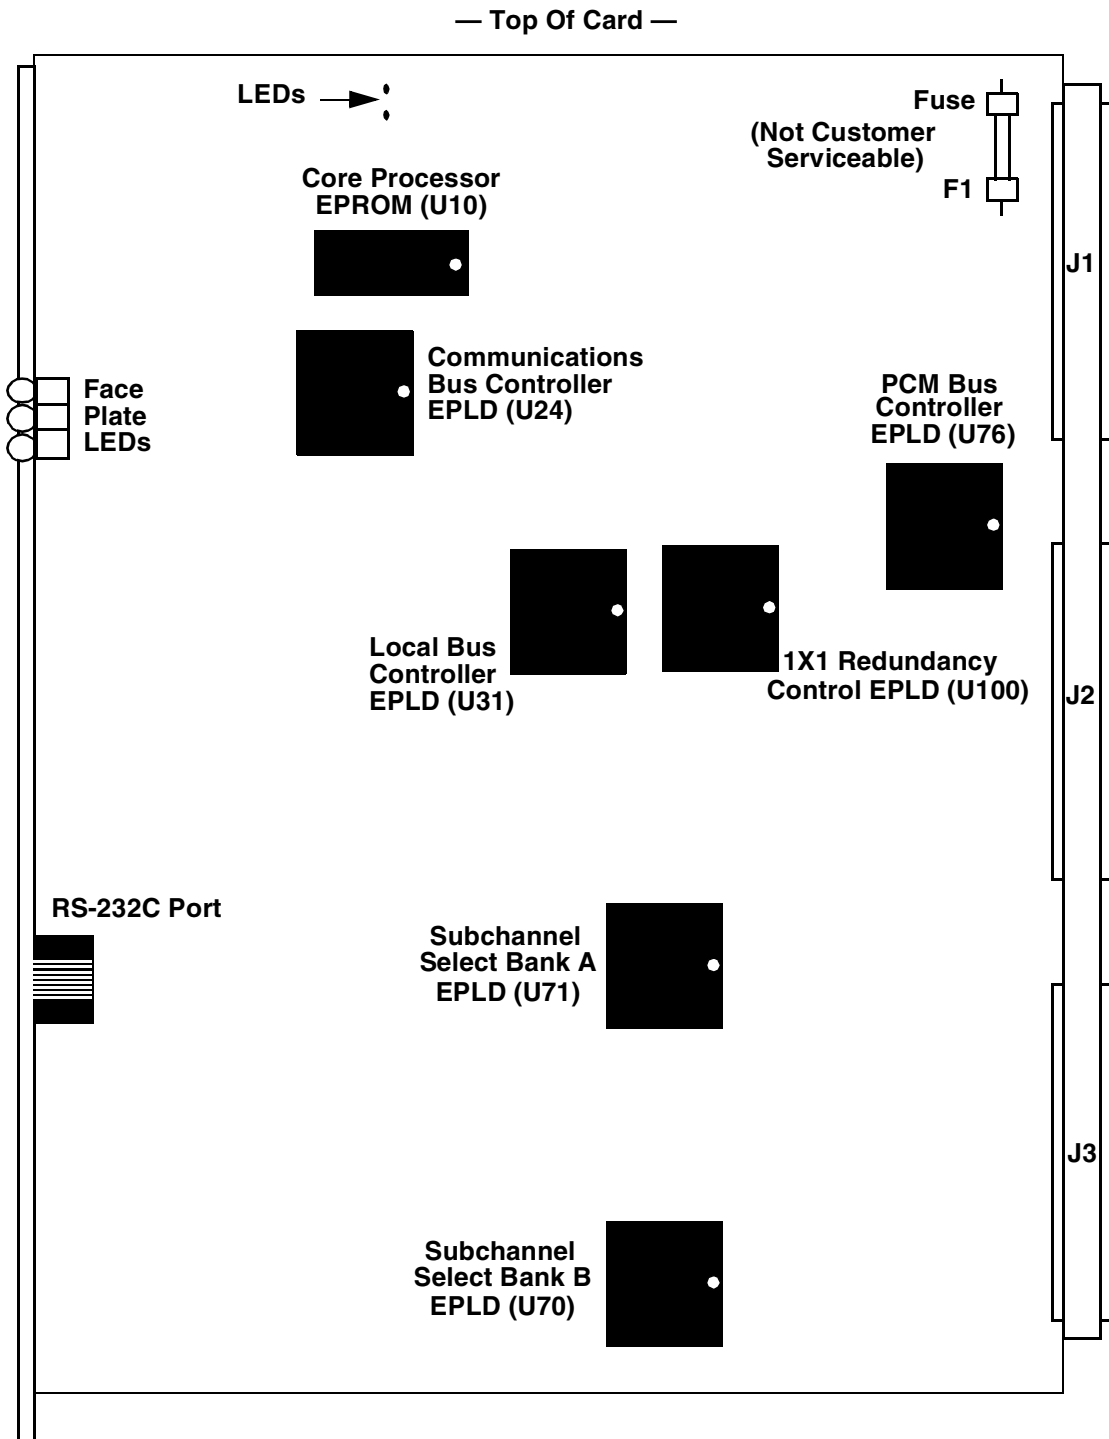 — Top Of Card —
LEDs
Fuse
(Not Customer
Serviceable)
F1
Core Processor
EPROM (U10)
J1
Communications
Bus Controller
EPLD (U24)
Face
Plate
LEDs
PCM Bus
Controller
EPLD (U76)
Local Bus
Controller
EPLD (U31)
1X1 Redundancy
Control EPLD (U100)
J2
RS-232C Port
Subchannel
Select Bank A
EPLD (U71)
J3
Subchannel
Select Bank B
EPLD (U70)